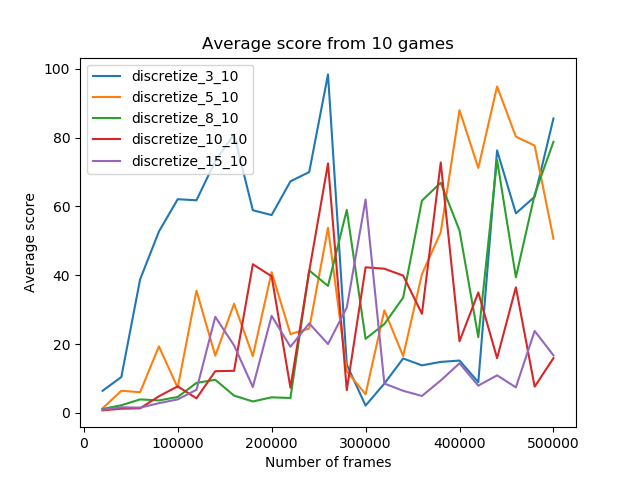 Average score from 10 games
100
80
60
40
20
0
Average score
discretize_3_10
discretize_5_10
discretize_8_10
discretize_10_10
discretize_15_10
0 100000 200000 300000 400000 500000
Number of frames